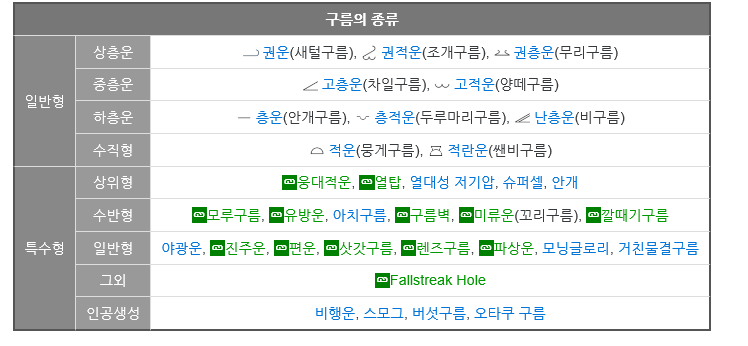 구름의 종류
일반형
상층운 권운(새털구름), 권적운(조개구름), 권층운(무리구름)
중층운 고층운(차일구름), 고적운(양떼구름)
하층운 층운(안개구름), 층적운(두루마리구름), 난층운(비구름)
수직형 적운(뭉게구름), 적란운(쌘비구름)
특수형
상위형 웅대적운, 열탑, 열대성 저기압, 슈퍼셀, 안개
수반형 모루구름, 유방운, 아치구름, 구름벽, 미류운(꼬리구름), 깔때기구름
일반형 야광운, 진주운, 편운, 삿갓구름, 렌즈구름, 파상운, 모닝글로리, 거친물결구름
그외 Fallstreak Hole
인공생성 비행운, 스모그, 버섯구름, 오타쿠 구름